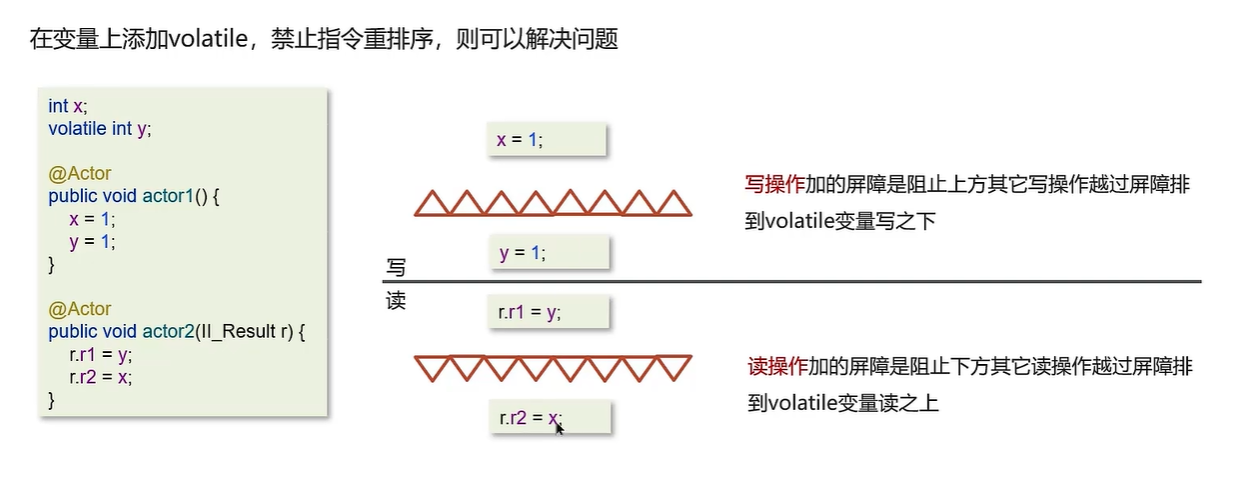 在变量上添加volatile，禁止指令重排序，则可以解决问题
int x;
volatile int y;
@Actor
public void actor1() {
x = 1;
y = 1;
}
@Actor
public void actor2(II_Result r) {
r.r1 = y;
r.r2 = x;
}
x = 1;
写操作加的屏障是阻止上方其它写操作越过屏障排
到volatile变量写之下
y = 1;
写
读
r.r1 = y;
读操作加的屏障是阻止下方其它读操作越过屏障排
到volatile变量读之上
r.r2 = x;